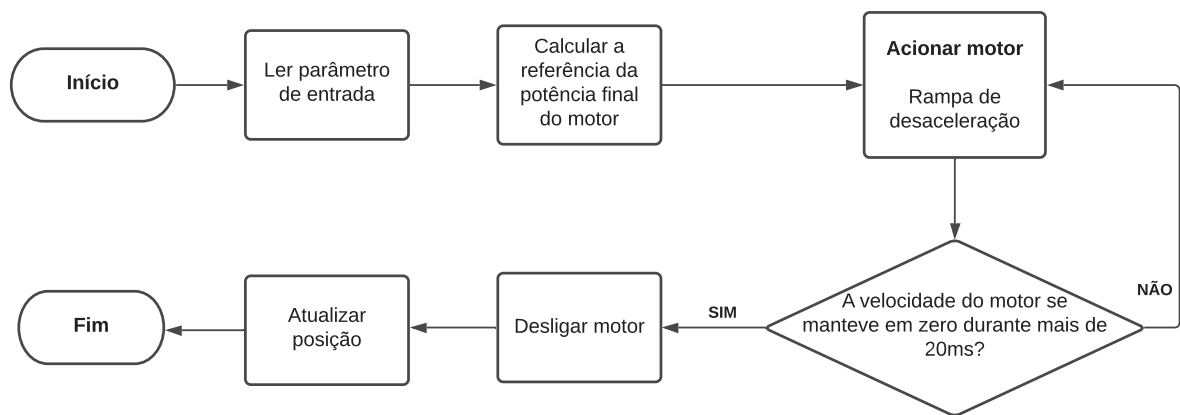 Início
Ler parâmetro
de entrada
Calcular a
referência da
potência final
do motor
Acionar motor
Rampa de
desaceleração
A velocidade do motor se
manteve em zero durante mais de
20ms?
NÃO
SIM
Desligar motor
Atualizar
posição
Fim